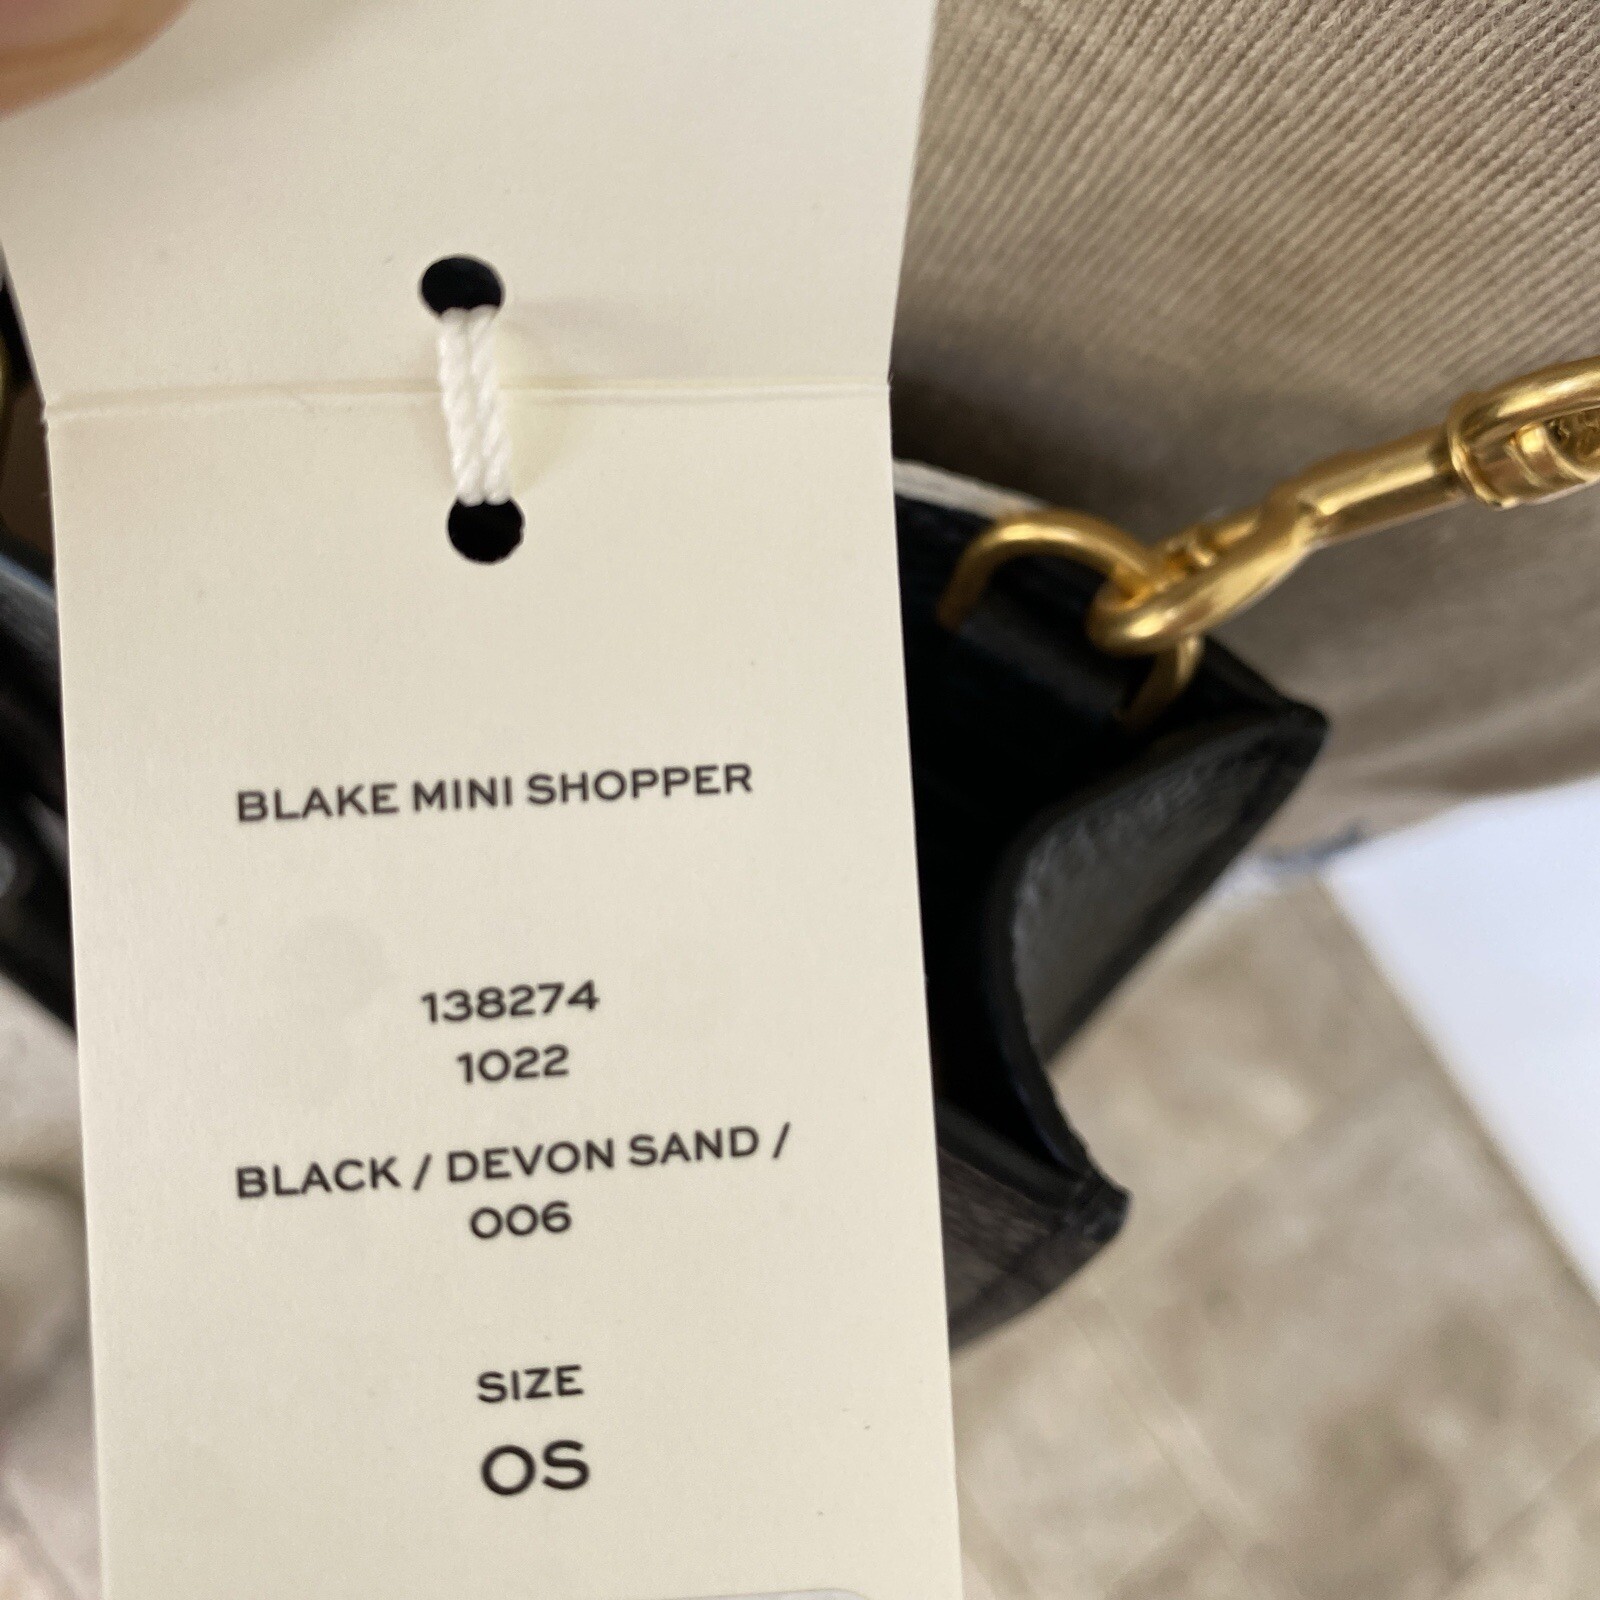 BLAKE MINI SHOPPER
138274
1022
BLACK / DEVON SAND /
006
SIZE
OS